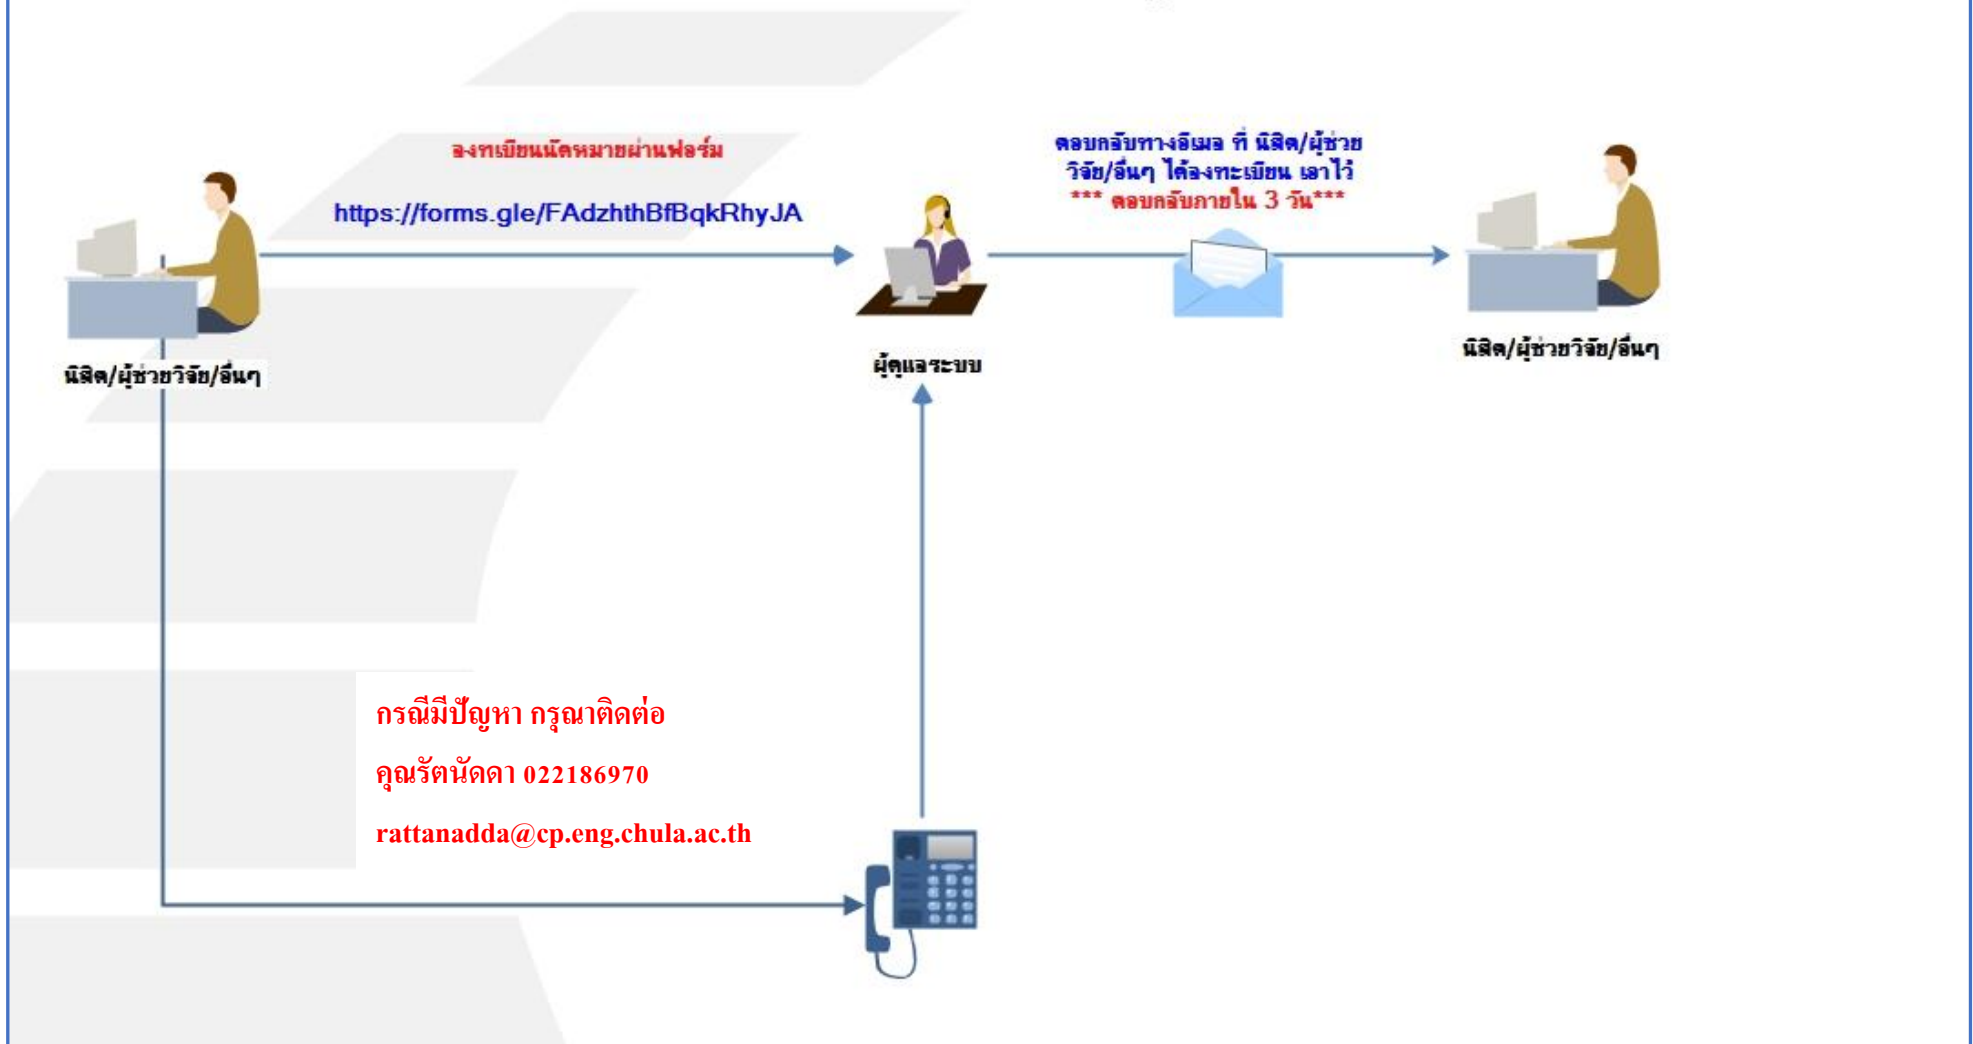 ลงทเบียนนัดหมายผ่านฟอร์ม
https://forms.gle/FAdzhthBfBqkRhyJA
ตอบกลับทางอีเมล ที่ นิสิต/ผู้ช่วย
วิจัย/อื่นๆ ได้ลงทะเบียน เอาไว้
*** ตอบกลับภายใน 3 วัน***
นิสิต/ผู้ช่วยวิจัย/อื่นๆ
ผู้ดูแลระบบ
นิสิต/ผู้ช่วยวิจัย/อื่นๆ
กรณีมีปัญหา กรุณาติดต่อ
คุณรัตนัดดา 022186970
rattanadda@cp.eng.chula.ac.th